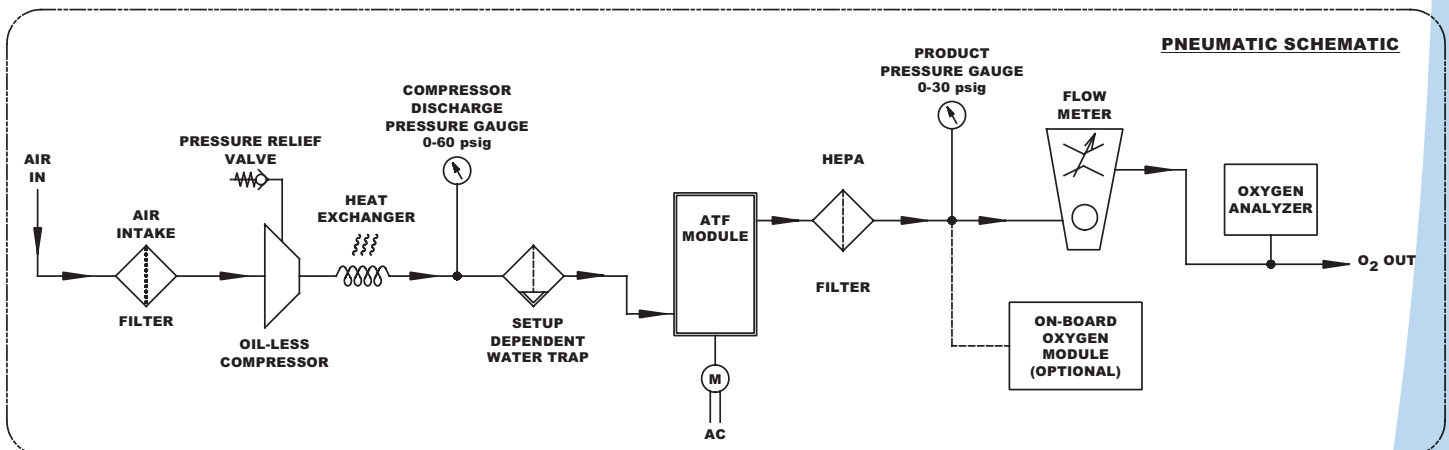 PNEUMATIC SCHEMATIC
AIR
IN
AIR
INTAKE
FILTER
PRESSURE RELIEF
VALVE
OIL-LESS
COMPRESSOR
HEAT
EXCHANGER
COMPRESSOR
DISCHARGE
PRESSURE GAUGE
0-60 psig
SETUP
DEPENDENT
WATER TRAP
ATF
MODULE
M
AC
HEPA
FILTER
PRODUCT
PRESSURE GAUGE
0-30 psig
ON-BOARD
OXYGEN
MODULE
(OPTIONAL)
FLOW
METER
OXYGEN
ANALYZER
O2 OUT